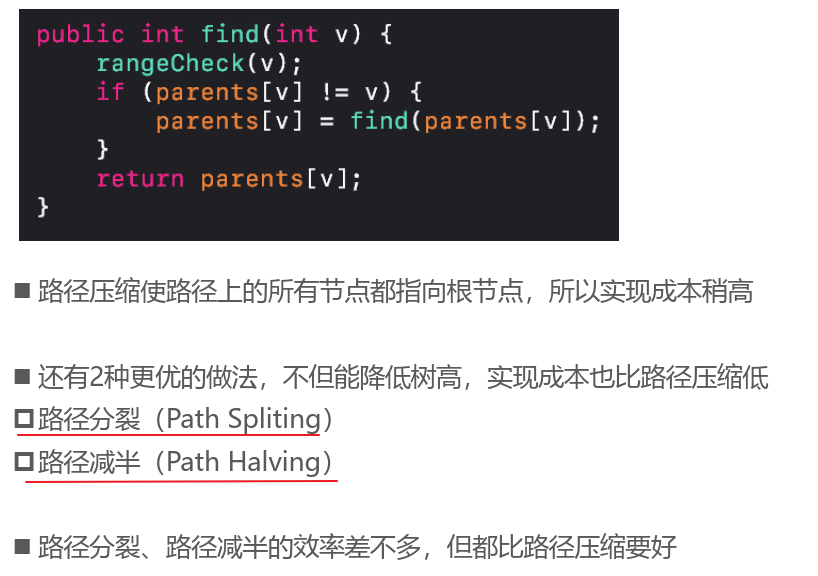 public int find(int v) {
    rangeCheck(v);
    if (parents[v] != v) {
        parents[v] = find(parents[v]);
    }
    return parents[v];
}
■ 路径压缩使路径上的所有节点都指向根节点，所以实现成本稍高
■ 还有2种更优的做法，不但能降低树高，实现成本也比路径压缩低
路径分裂（Path Spliting）
路径减半（Path Halving）
■ 路径分裂、路径减半的效率差不多，但都比路径压缩要好